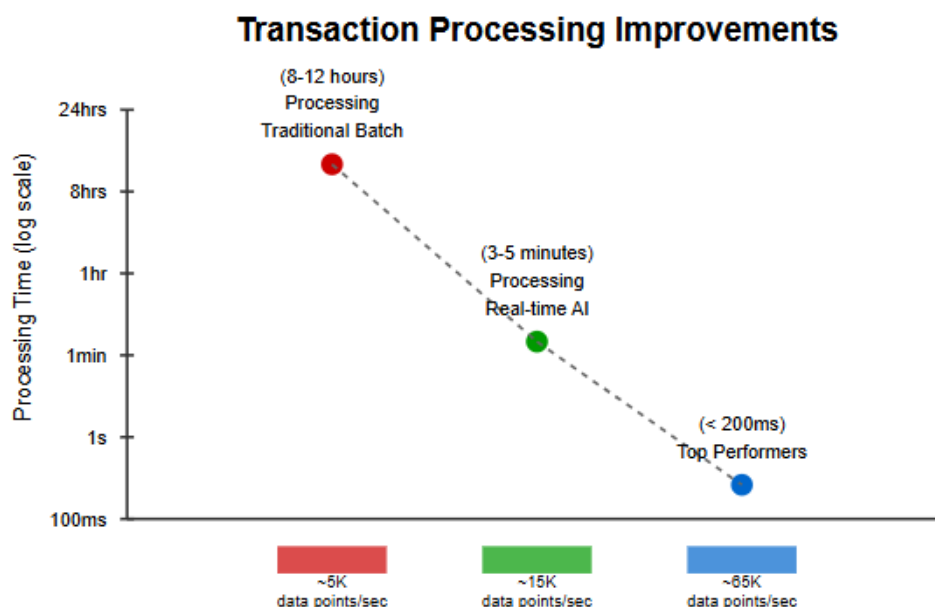 Transaction Processing Improvements
(8-12 hours)
Processing
Traditional Batch
24hrs
8hrs
1hr
1min
1s
100ms
Processing Time (log scale)
(3-5 minutes)
Processing
Real-time AI
(< 200ms)
Top Performers
~5K
data points/sec
~15K
data points/sec
~65K
data points/sec